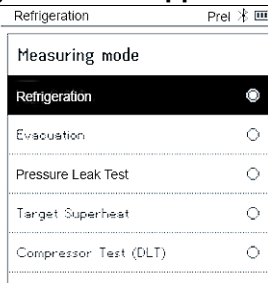 Refrigeration Prel
Measuring mode
Refrigeration
Evacuation
Pressure Leak Test
Target Superheat
Compressor Test (DLT)